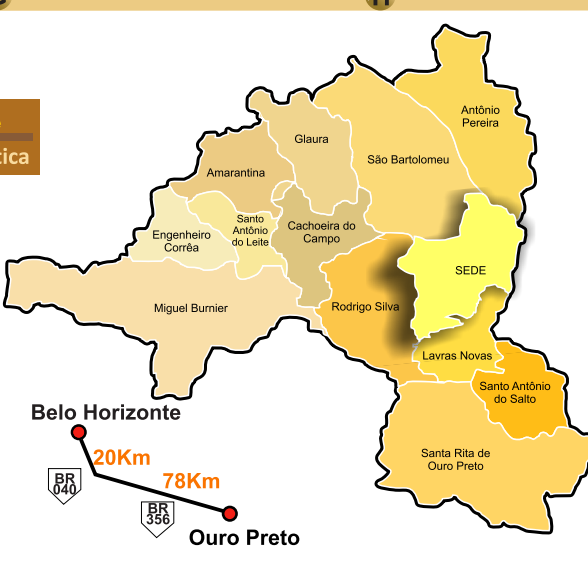 Antônio
Pereira
Glaura
São Bartolomeu
Amarantina
Santo
Antônio
do Leite
Cachoeira do
Campo
Engenheiro
Corrêa
SEDE
Miguel Burnier
Rodrigo Silva
Lavras Novas
Santo Antônio
do Salto
Santa Rita de
Ouro Preto
Belo Horizonte
20Km
78Km
BR
040
BR
356
Ouro Preto